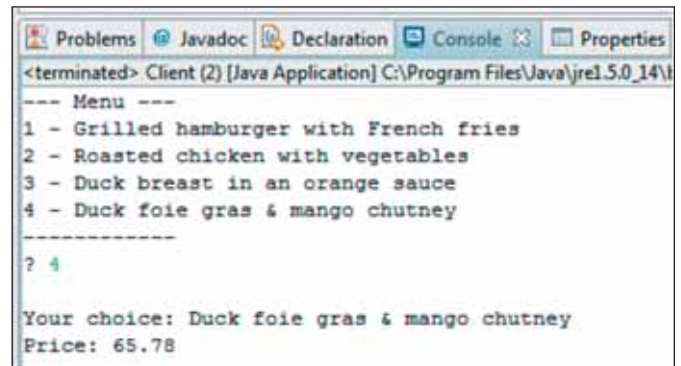 Problems @ Javadoc Declaration Console Properties
<terminated> Client (2) [Java Application] C:\Program Files\Java\jre1.5.0_14\
--- Menu ---
1 - Grilled hamburger with French fries
2 - Roasted chicken with vegetables
3 - Duck breast in an orange sauce
4 - Duck foie gras & mango chutney
------------
? 4
Your choice: Duck foie gras & mango chutney
Price: 65.78